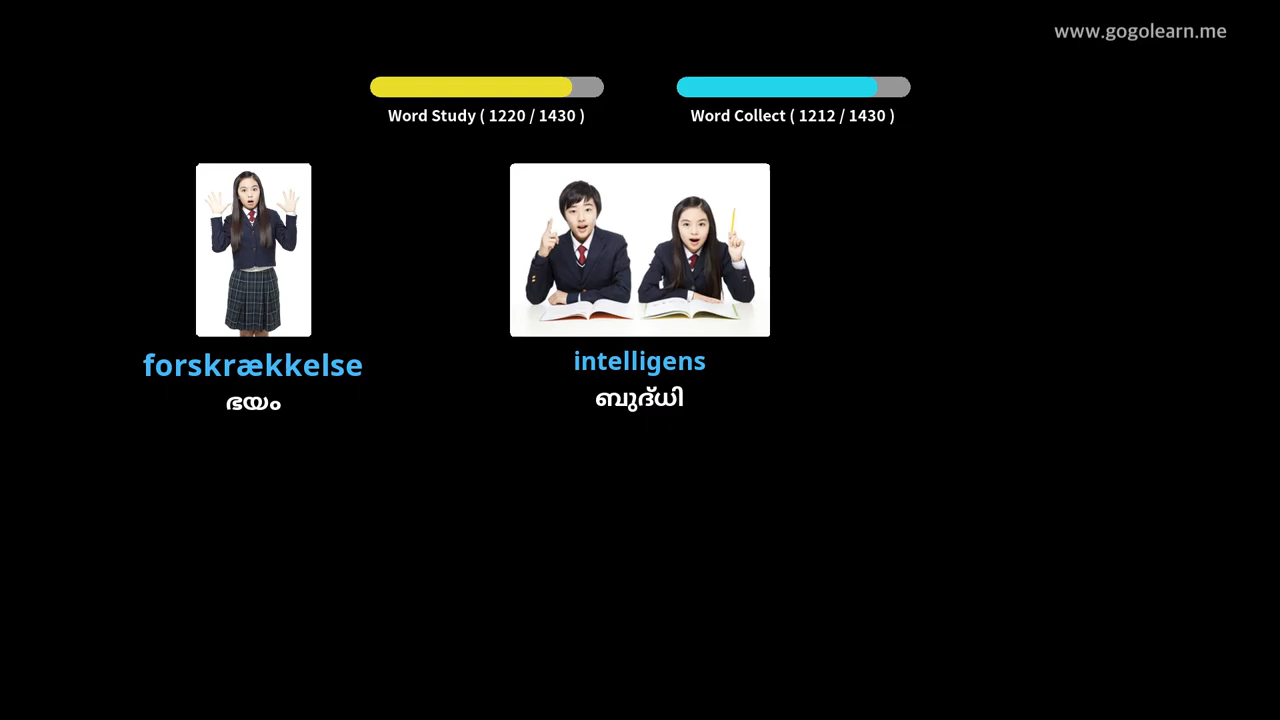 www.gogolearn.me
Word Study ( 1220 / 1430 )
Word Collect ( 1212 / 1430 )
forskrækkelse
ഭയം
intelligens
ബുദ്ധി